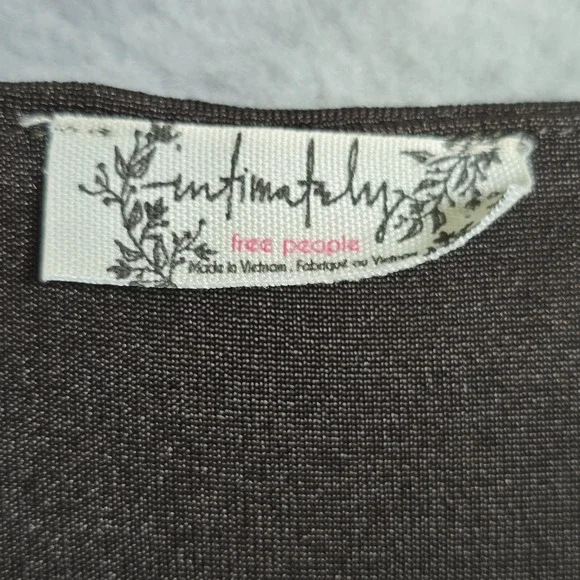 intimately
free people
Made in Vietnam . Fabriqué au Vietnam